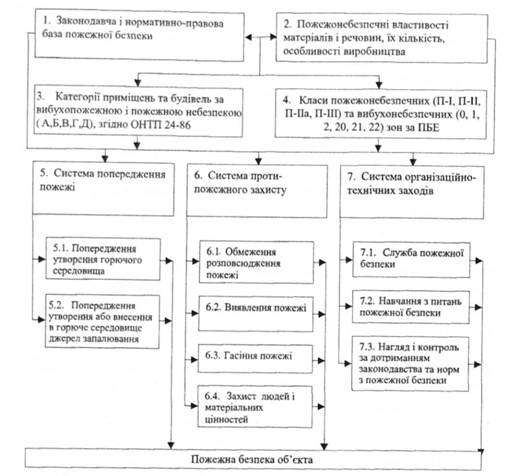 1. Законодавча і нормативно-правова
база пожежної безпеки
2. Пожежонебезпечні властивості
матеріалів і речовин, їх кількість,
особливості виробництва
3. Категорії приміщень та будівель за
вибухопожежною і пожежною небезпекою
( А,Б,В,Г,Д), згідно ОНТП 24-86
4. Класи пожежонебезпечних (П-І, П-ІІ,
П-ІІа, П-ІІІ) та вибухонебезпечних (0, 1,
2, 20, 21, 22) зон за ПБЕ
5. Система попередження
пожежі
6. Система проти-
пожежного захисту
7. Система організаційно-
технічних заходів
5.1. Попередження
утворення горючого
середовища
5.2. Попередження
утворення або внесення
в горюче середовище
джерел запалювання
6.1. Обмеження
розповсюдження
пожежі
6.2. Виявлення пожежі
6.3. Гасіння пожежі
6.4. Захист людей і
матеріальних
цінностей
7.1. Служба пожежної
безпеки
7.2. Навчання з питань
пожежної безпеки
7.3. Нагляд і контроль
за дотриманням
законодавства та норм
з пожежної безпеки
Пожежна безпека об’єкта